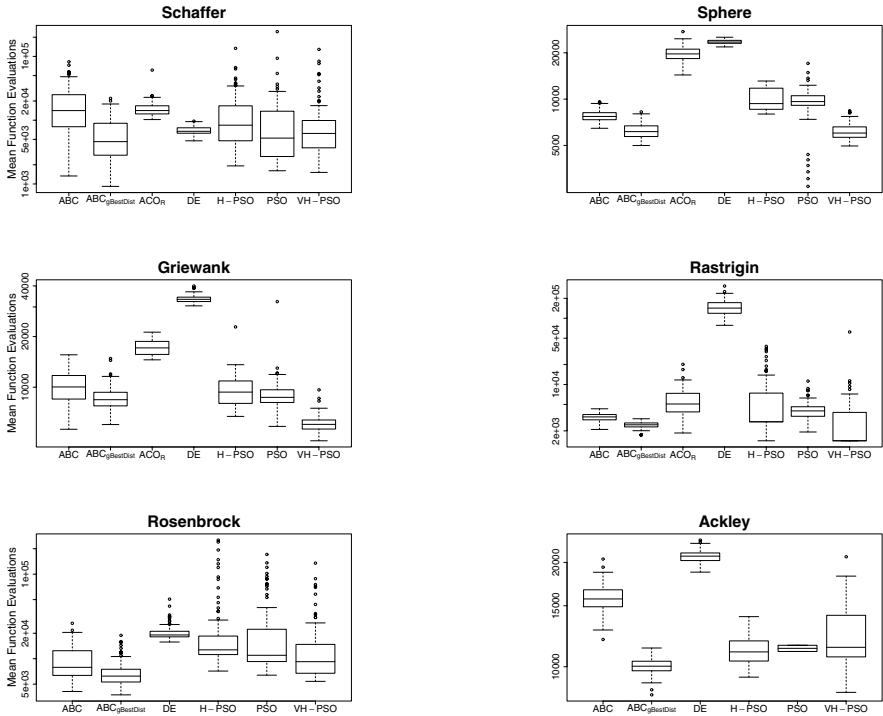 Schaffer
Mean Function Evaluations
1e+05
2e+04
5e+03
1e+03
ABC ABCgBestDist ACOR DE H−PSO PSO VH−PSO
Sphere
20000
10000
5000
ABC ABCgBestDist ACOR DE H−PSO PSO VH−PSO
Griewank
Mean Function Evaluations
40000
20000
10000
ABC ABCgBestDist ACOR DE H−PSO PSO VH−PSO
Rastrigin
2e+05
5e+04
1e+04
2e+03
ABC ABCgBestDist ACOR DE H−PSO PSO VH−PSO
Rosenbrock
Mean Function Evaluations
1e+05
2e+04
5e+03
ABC ABCgBestDist DE H−PSO PSO VH−PSO
Ackley
20000
15000
10000
ABC ABCgBestDist DE H−PSO PSO VH−PSO